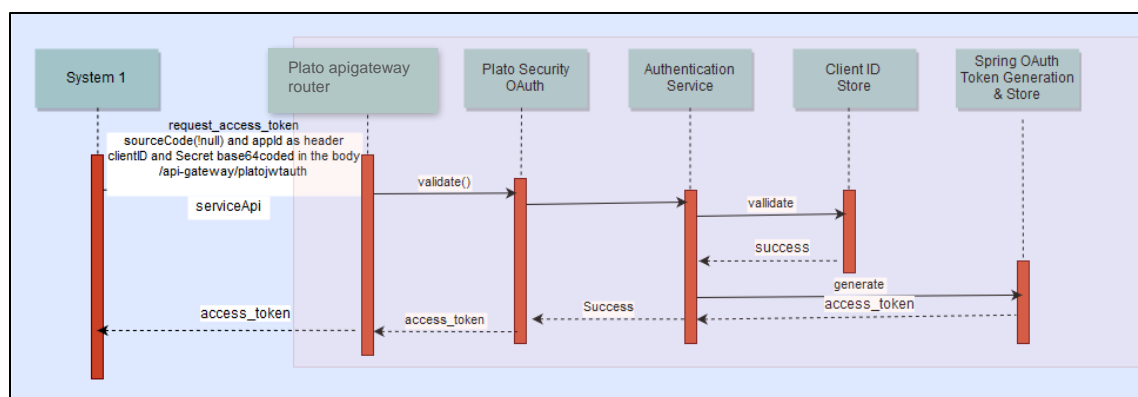 System 1
Plato apigateway
router
Plato Security
OAuth
Authentication
Service
Client ID
Store
Spring OAuth
Token Generation
& Store
request_access_token
sourceCode(!null) and appId as header
clientID and Secret base64coded in the body
/api-gateway/platojwtauth
serviceApi
validate()
vallidate
success
generate
access_token
Success
access_token
access_token